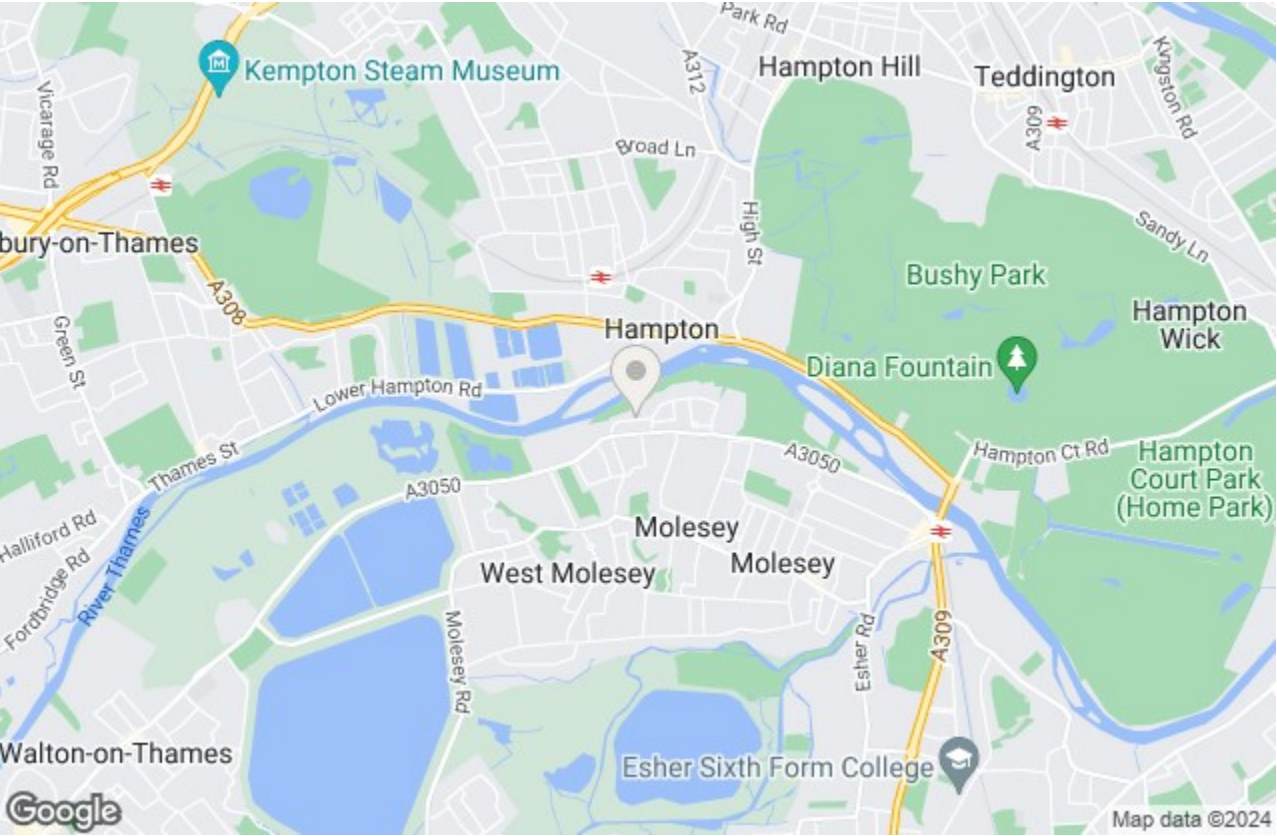 Park Rd
Kempton Steam Museum
A312
Hampton Hill
Teddington
Kingston Rd
Vicarage Rd
A309
Broad Ln
High St
Sandy Ln
bury-on-Thames
A308
Bushy Park
Green St
Hampton
Hampton
Wick
Diana Fountain
Lower Hampton Rd
Thames St
A3050
Hampton Ct Rd
Hampton
Court Park
(Home Park)
A3050
Halliford Rd
Molesey
Molesey
Fordbridge Rd
River Thames
West Molesey
Molesey Rd
Esher Rd
A309
Walton-on-Thames
Esher Sixth Form College
Google
Map data ©2024